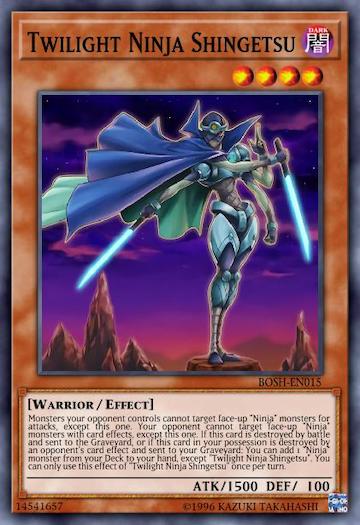 Twilight Ninja Shingetsu
DARK
闇
BOSH-EN015
[Warrior / Effect]
Monsters your opponent controls cannot target face-up "Ninja" monsters for
attacks, except this one. Your opponent cannot target face-up "Ninja"
monsters with card effects, except this one. If this card is destroyed by battle
and sent to the Graveyard, or if this card in your possession is destroyed by
an opponent's card effect and sent to your Graveyard: You can add 1 "Ninja"
monster from your Deck to your hand, except "Twilight Ninja Shingetsu". You
can only use this effect of "Twilight Ninja Shingetsu" once per turn.
ATK/1500 DEF/ 100
14541657
©1996 KAZUKI TAKAHASHI